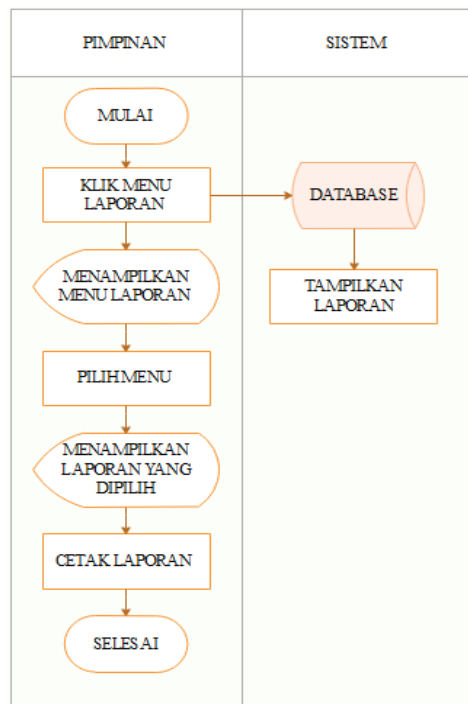 PIMPINAN
SISTEM
MULAI
KLIK MENU
LAPORAN
DATABASE
MENAMPILKAN
MENU LAPORAN
TAMPILKAN
LAPORAN
PILIH MENU
MENAMPILKAN
LAPORAN YANG
DIPILIH
CETAK LAPORAN
SELESAI